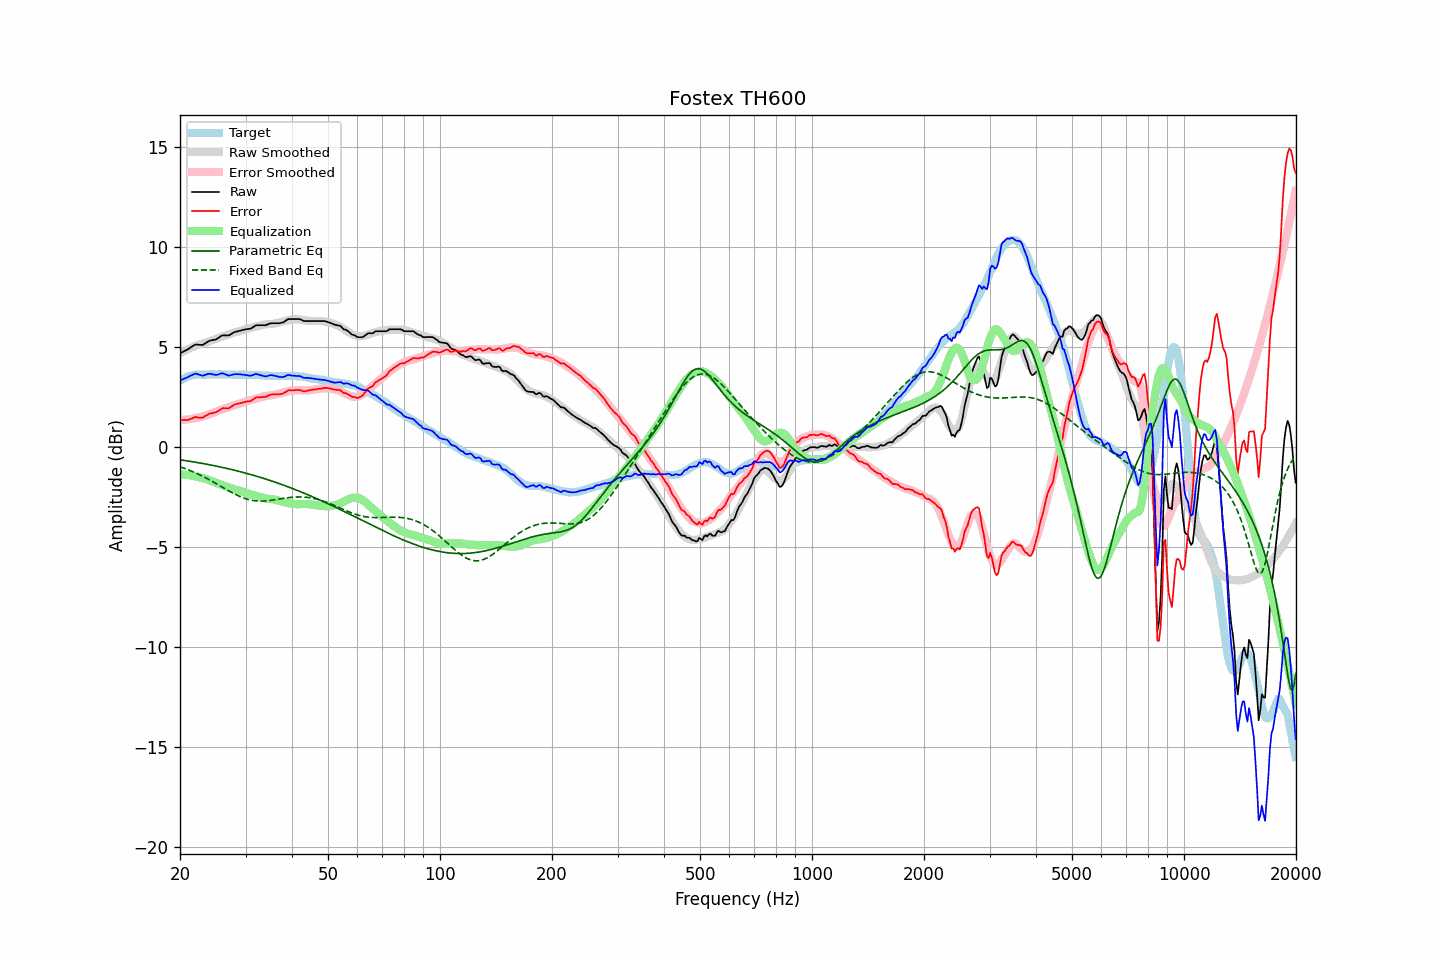 Fostex TH600
Target
Raw Smoothed
Error Smoothed
Raw
Error
Equalization
Parametric Eq
Fixed Band Eq
Equalized
Amplitude (dBr)
15
10
5
0
−5
−10
−15
−20
20 50 100 200 500 1000 2000 5000 10000 20000
Frequency (Hz)